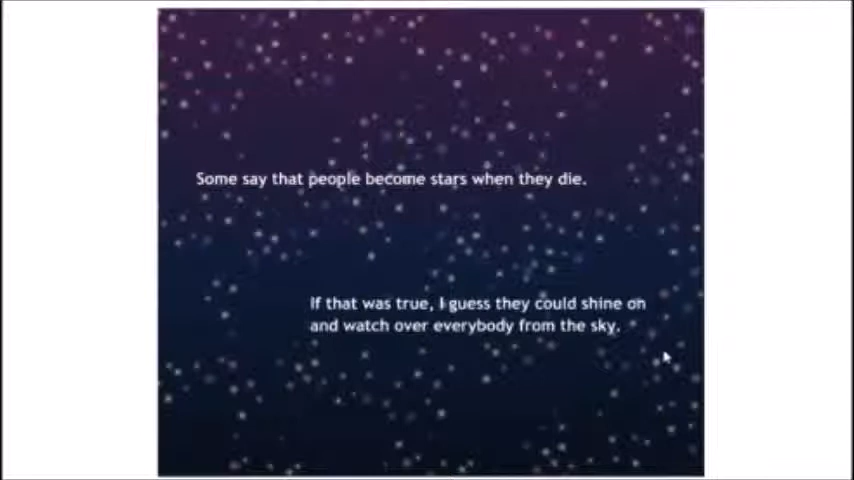 Some say that people become stars when they die.
If that was true, I guess they could shine on
and watch over everybody from the sky.